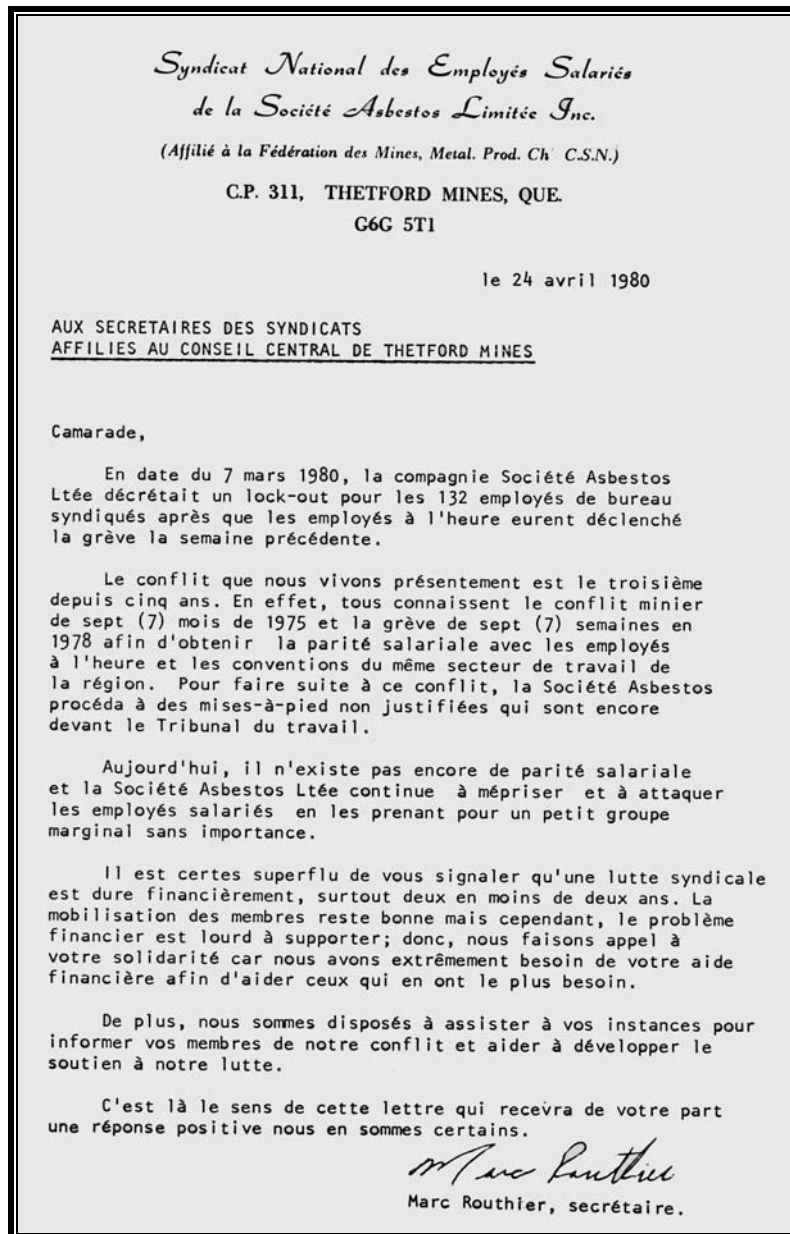 Syndicat National des Employés Salariés
de la Société Asbestos Limitée Inc.
(Affilié à la Fédération des Mines, Metal. Prod. Ch C.S.N.)
C.P. 311, THETFORD MINES, QUE.
G6G 5T1
le 24 avril 1980
AUX SECRETAIRES DES SYNDICATS
AFFILIES AU CONSEIL CENTRAL DE THETFORD MINES
Camarade,
En date du 7 mars 1980, la compagnie Société Asbestos
Ltée décrétait un lock-out pour les 132 employés de bureau
syndiqués après que les employés à l'heure eurent déclenché
la grève la semaine précédente.
Le conflit que nous vivons présentement est le troisième
depuis cinq ans. En effet, tous connaissent le conflit minier
de sept (7) mois de 1975 et la grève de sept (7) semaines en
1978 afin d'obtenir la parité salariale avec les employés
à l'heure et les conventions du même secteur de travail de
la région. Pour faire suite à ce conflit, la Société Asbestos
procéda à des mises-à-pied non justifiées qui sont encore
devant le Tribunal du travail.
Aujourd'hui, il n'existe pas encore de parité salariale
et la Société Asbestos Ltée continue à mépriser et à attaquer
les employés salariés en les prenant pour un petit groupe
marginal sans importance.
Il est certes superflu de vous signaler qu'une lutte syndicale
est dure financièrement, surtout deux en moins de deux ans. La
mobilisation des membres reste bonne mais cependant, le problème
financier est lourd à supporter; donc, nous faisons appel à
votre solidarité car nous avons extrêmement besoin de votre aide
financière afin d'aider ceux qui en ont le plus besoin.
De plus, nous sommes disposés à assister à vos instances pour
informer vos membres de notre conflit et aider à développer le
soutien à notre lutte.
C'est là le sens de cette lettre qui recevra de votre part
une réponse positive nous en sommes certains.
Marc Routhier
Marc Routhier, secrétaire.